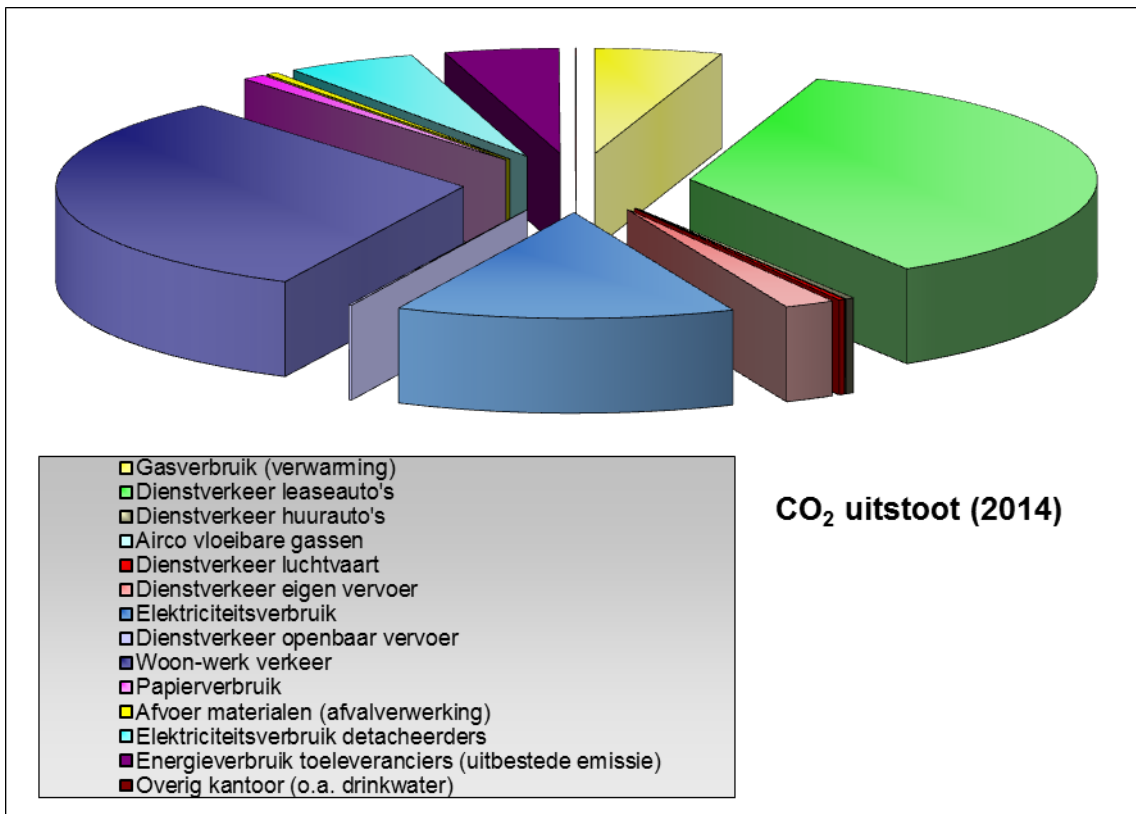 Gasverbruik (verwarming)
Dienstverkeer leaseauto's
Dienstverkeer huurauto's
Airco vloeibare gassen
Dienstverkeer luchtvaart
Dienstverkeer eigen vervoer
Elektriciteitsverbruik
Dienstverkeer openbaar vervoer
Woon-werk verkeer
Papierverbruik
Afvoer materialen (afvalverwerking)
Elektriciteitsverbruik detacheerders
Energieverbruik toeleveranciers (uitbestede emissie)
Overig kantoor (o.a. drinkwater)
CO₂ uitstoot (2014)